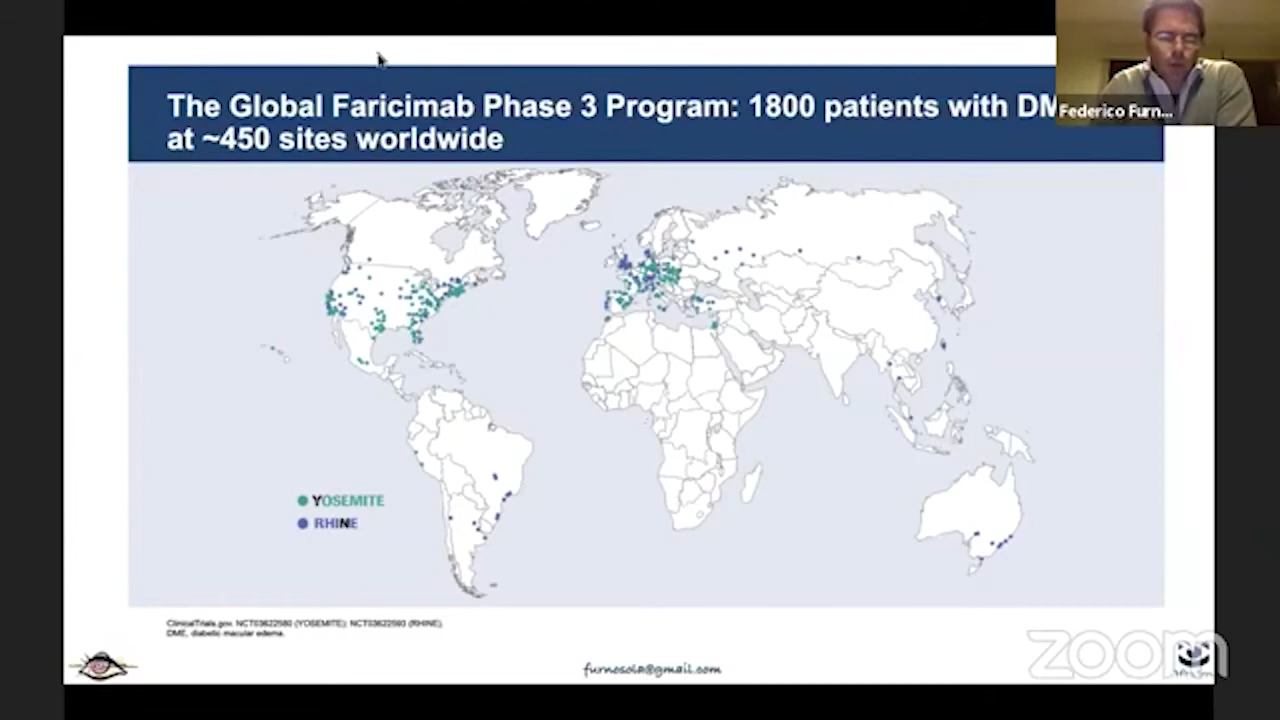 The Global Faricimab Phase 3 Program: 1800 patients with DM
at ~450 sites worldwide
Federico Furn...
YOSEMITE
RHINE
ClinicalTrials.gov. NCT03622580 (YOSEMITE); NCT03622593 (RHINE).
DME, diabetic macular edema.
furnosola@gmail.com
zoom